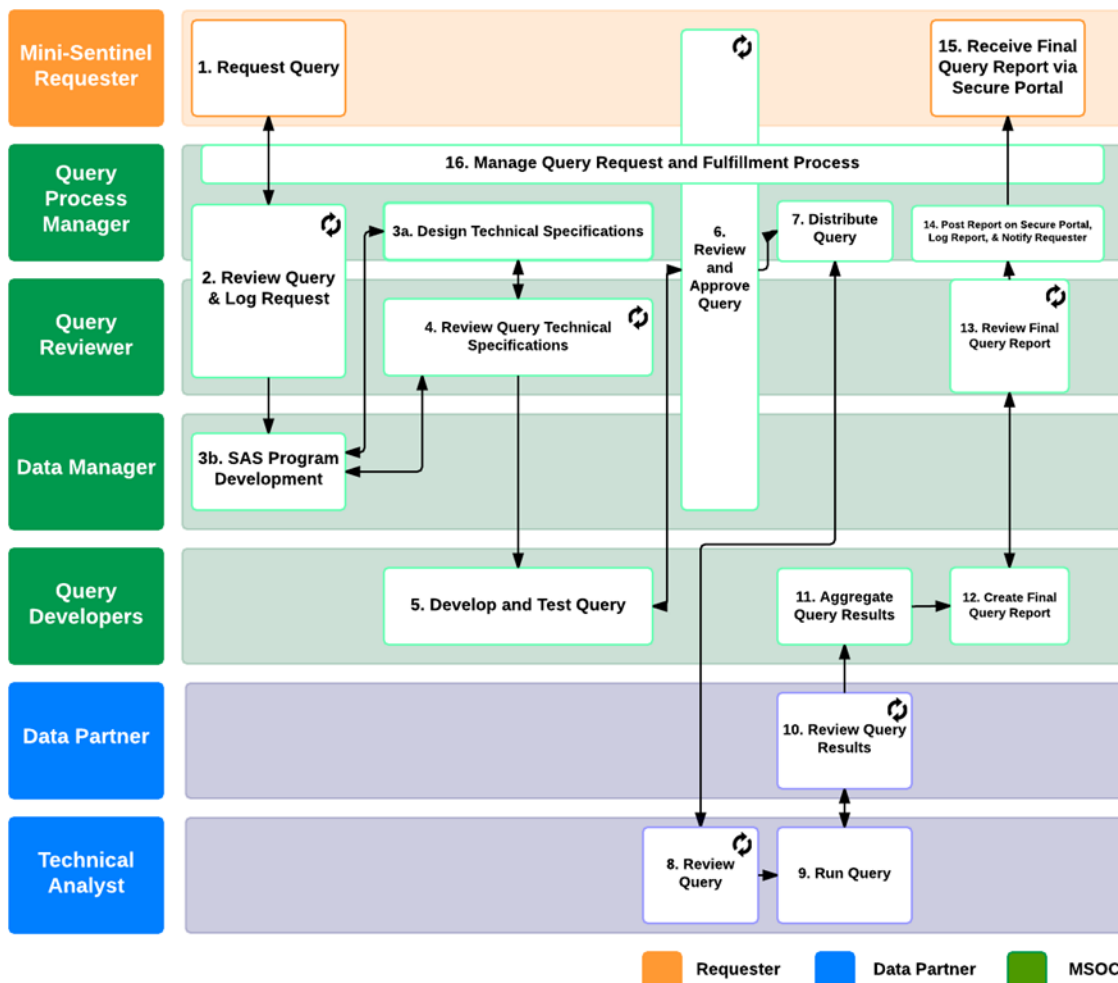 Mini-Sentinel
Requester
1. Request Query
15. Receive Final
Query Report via
Secure Portal
Query
Process
Manager
16. Manage Query Request and Fulfillment Process
2. Review Query
& Log Request
3a. Design Technical Specifications
6.
Review
and
Approve
Query
7. Distribute
Query
14. Post Report on Secure Portal,
Log Report, & Notify Requester
Query
Reviewer
4. Review Query Technical
Specifications
13. Review Final
Query Report
Data Manager
3b. SAS Program
Development
Query
Developers
5. Develop and Test Query
11. Aggregate
Query Results
12. Create Final
Query Report
Data Partner
10. Review Query
Results
Technical
Analyst
8. Review
Query
9. Run Query
Requester
Data Partner
MSOC